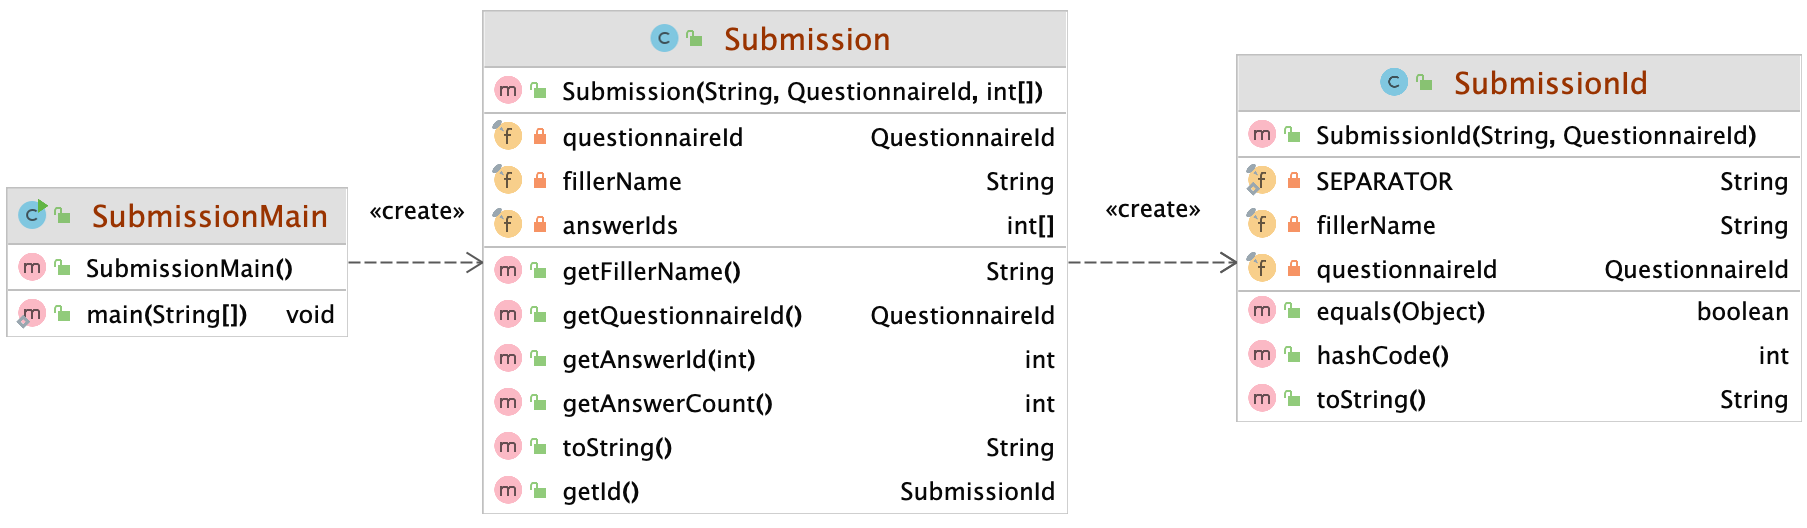 SubmissionMain
SubmissionMain()
main(String[]) void
«create»
Submission
Submission(String, QuestionnaireId, int[])
questionnaireId QuestionnaireId
fillerName String
answerIds int[]
getFillerName() String
getQuestionnaireId() QuestionnaireId
getAnswerId(int) int
getAnswerCount() int
toString() String
getId() SubmissionId
«create»
SubmissionId
SubmissionId(String, QuestionnaireId)
SEPARATOR String
fillerName String
questionnaireId QuestionnaireId
equals(Object) boolean
hashCode() int
toString() String